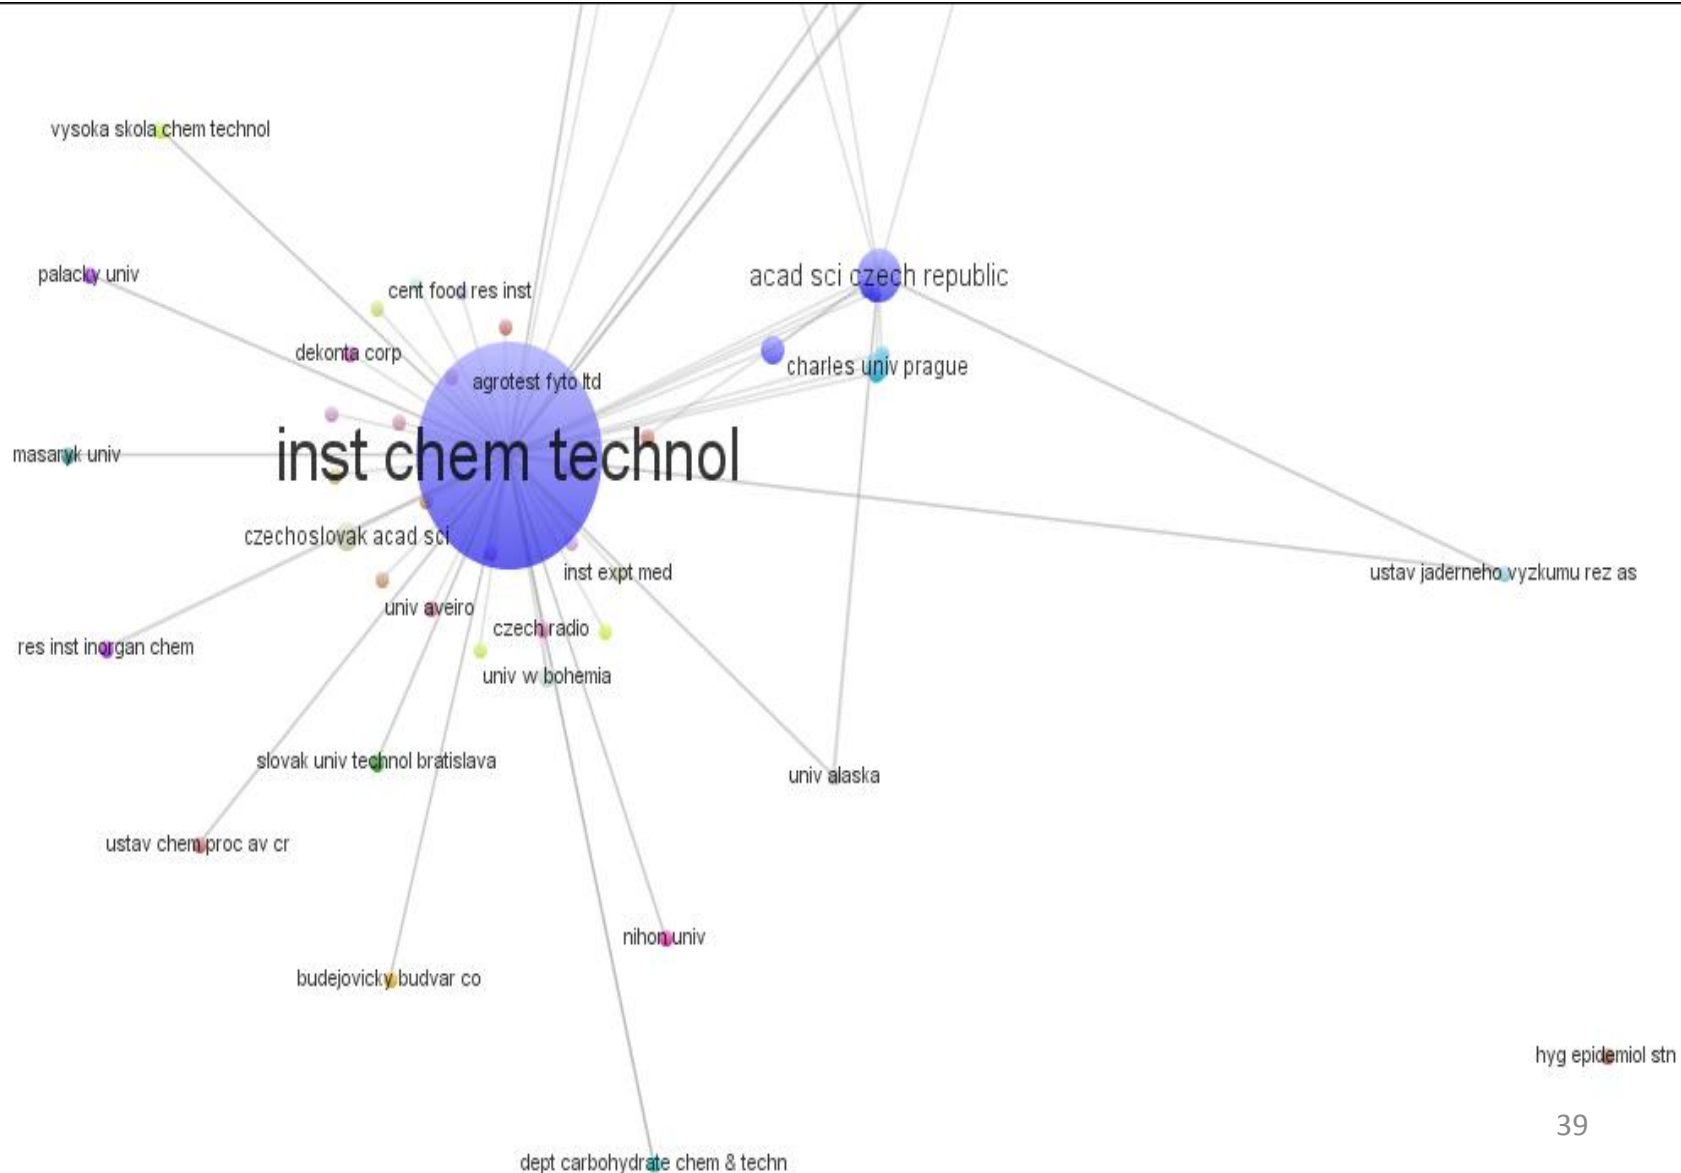 vysoka skola chem technol
palacky univ
acad sci czech republic
cent food res inst
dekonta corp
charles univ prague
agrotest fyto ltd
masaryk univ
inst chem technol
czechoslovak acad sci
inst expt med
ustav jaderneho vyzkumu rez as
univ aveiro
czech radio
res inst inorgan chem
univ w bohemia
slovak univ technol bratislava
univ alaska
ustav chem proc av cr
nihon univ
budejovicky budvar co
hyg epidemiol stn
39
dept carbohydrate chem & techn